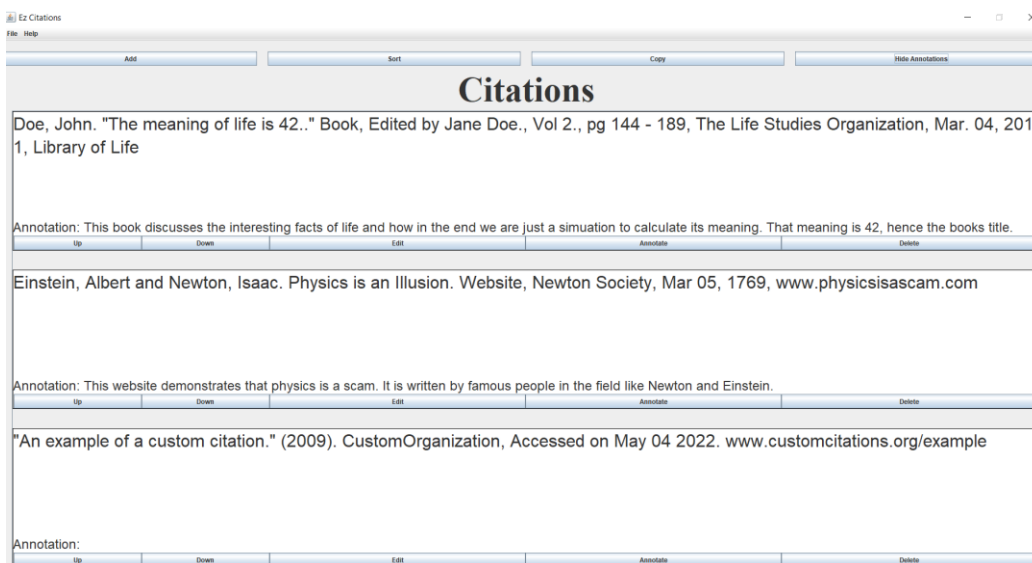 Ez Citations
File Help
Add Sort Copy Hide Annotations
Citations
Doe, John. "The meaning of life is 42.." Book, Edited by Jane Doe., Vol 2., pg 144 - 189, The Life Studies Organization, Mar. 04, 201
1, Library of Life
Annotation: This book discusses the interesting facts of life and how in the end we are just a simuation to calculate its meaning. That meaning is 42, hence the books title.
Up Down Edit Annotate Delete
Einstein, Albert and Newton, Isaac. Physics is an Illusion. Website, Newton Society, Mar 05, 1769, www.physicsisascam.com
Annotation: This website demonstrates that physics is a scam. It is written by famous people in the field like Newton and Einstein.
Up Down Edit Annotate Delete
"An example of a custom citation." (2009). CustomOrganization, Accessed on May 04 2022. www.customcitations.org/example
Annotation:
Up Down Edit Annotate Delete